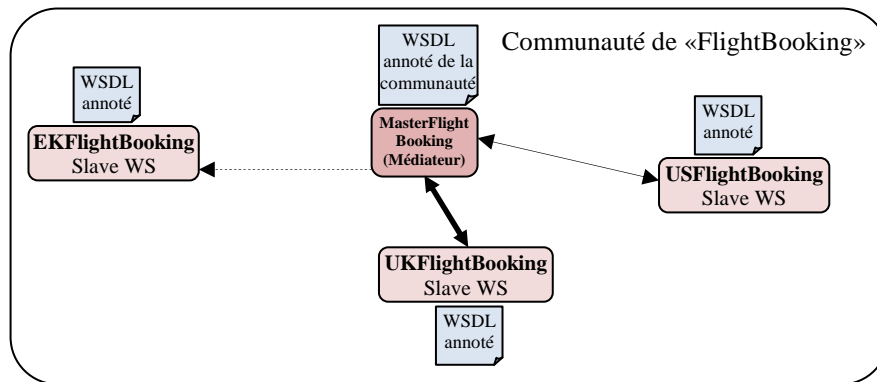 Communauté de «FlightBooking»
WSDL
annoté de la
communauté
MasterFlight
Booking
(Médiateur)
WSDL
annoté
EKFlightBooking
Slave WS
WSDL
annoté
USFlightBooking
Slave WS
UKFlightBooking
Slave WS
WSDL
annoté